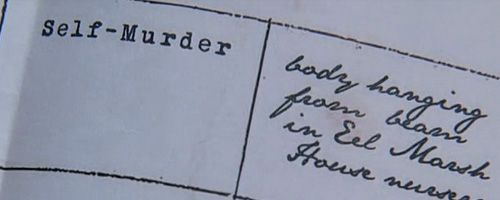 Self-Murder
body hanging
from beam
in Eel Marsh
House